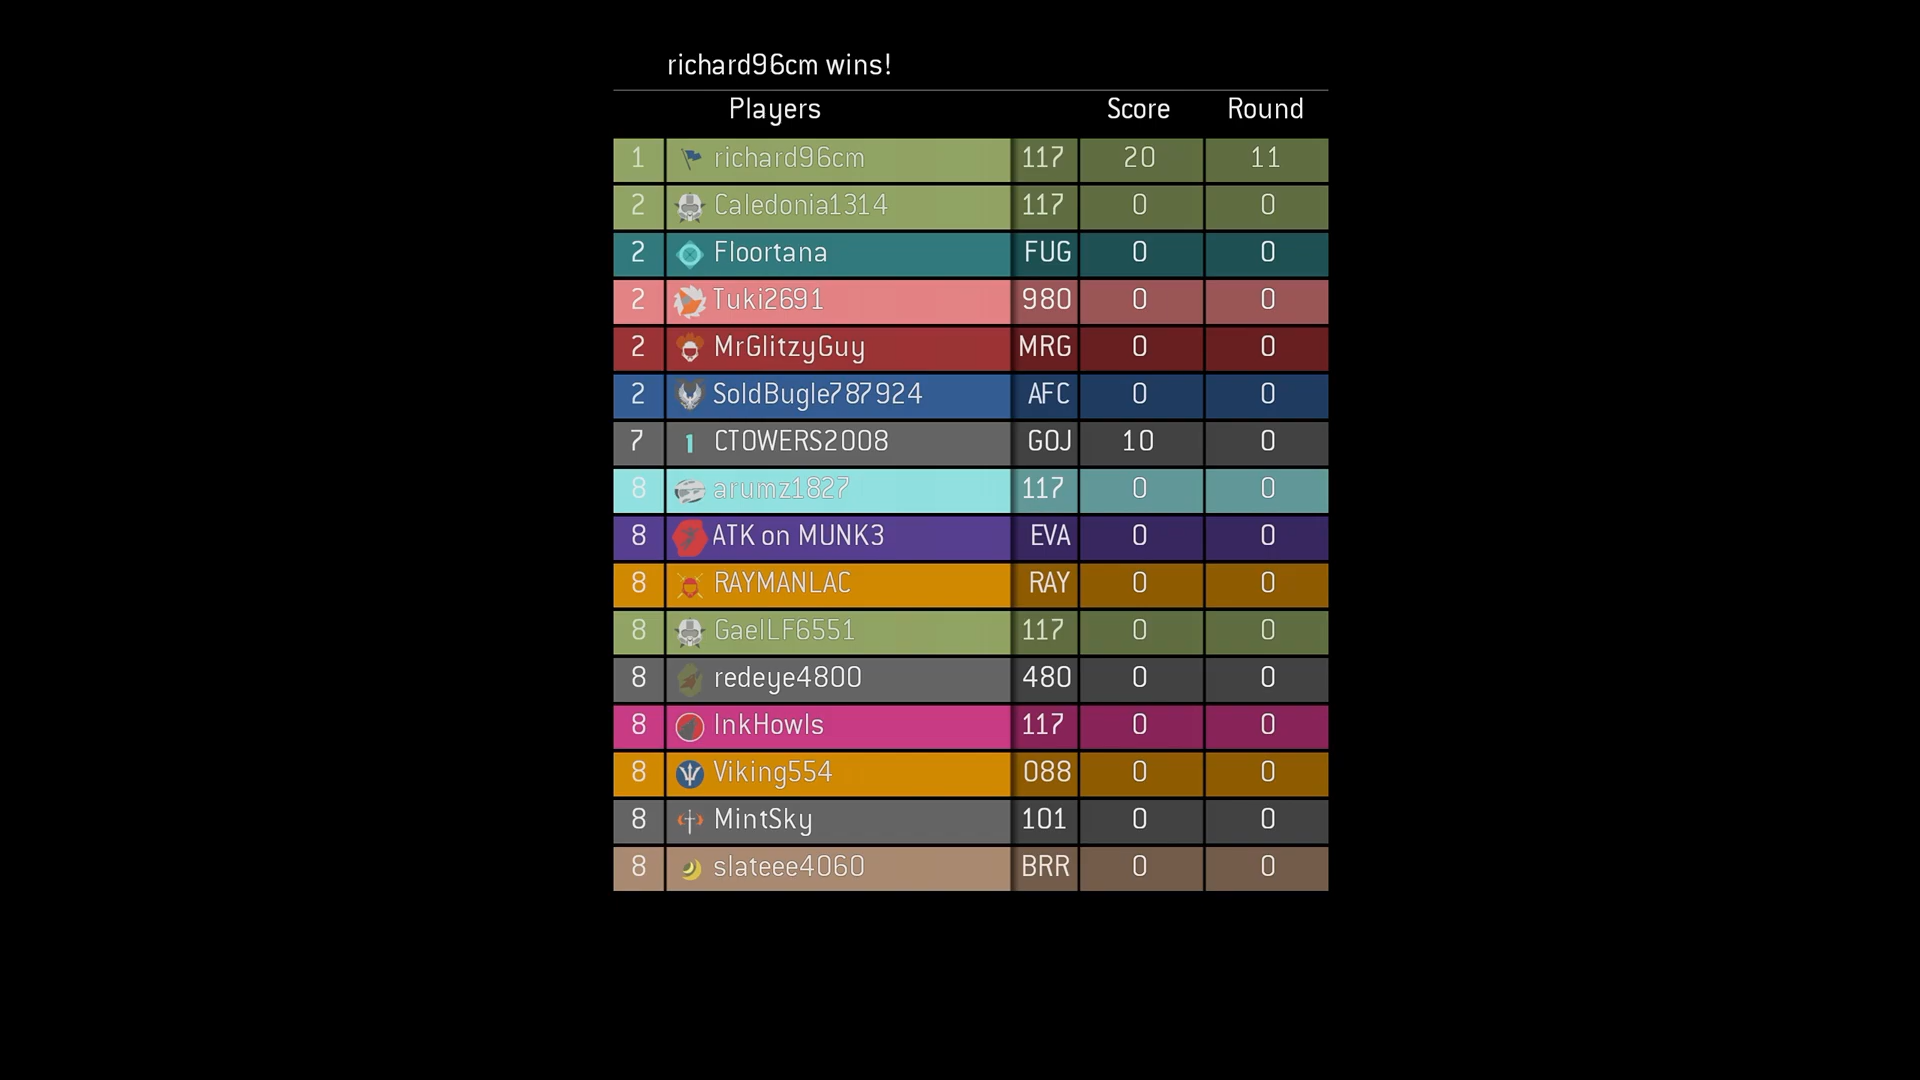 richard96cm wins!
Players Score Round
1 richard96cm 117 20 11
2 Caledonia1314 117 0 0
2 Floortana FUG 0 0
2 Tuki2691 980 0 0
2 MrGlitzyGuy MRG 0 0
2 SoldBugle787924 AFC 0 0
7 1 CTOWERS2008 GOJ 10 0
8 arumz1827 117 0 0
8 ATK on MUNK3 EVA 0 0
8 RAYMANLAC RAY 0 0
8 GaelLF6551 117 0 0
8 redeye4800 480 0 0
8 InkHowls 117 0 0
8 Viking554 088 0 0
8 MintSky 101 0 0
8 slateee4060 BRR 0 0